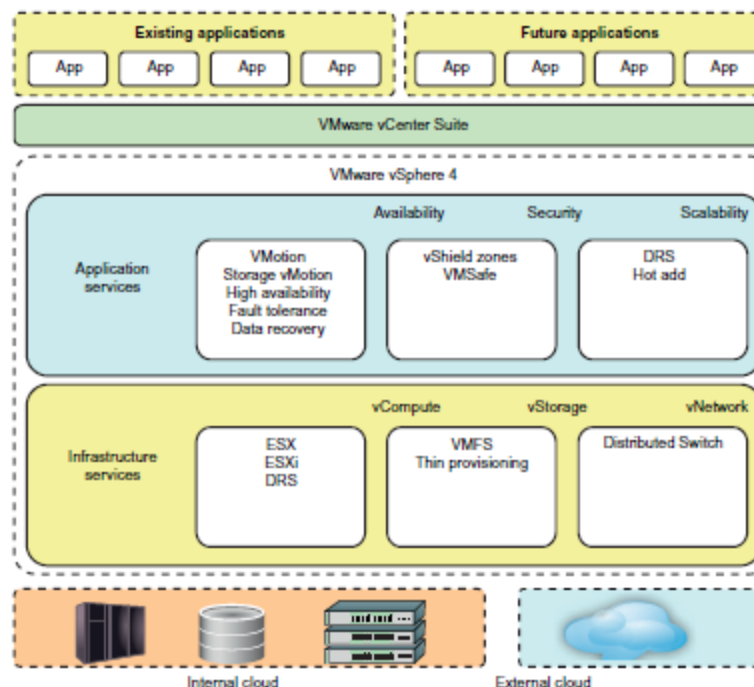 Existing applications
Future applications
App App App App
App App App App
VMware vCenter Suite
VMware vSphere 4
Availability Security Scalability
Application
services
VMotion
Storage vMotion
High availability
Fault tolerance
Data recovery
vShield zones
VMSafe
DRS
Hot add
vCompute vStorage vNetwork
Infrastructure
services
ESX
ESXi
DRS
VMFS
Thin provisioning
Distributed Switch
Internal cloud
External cloud